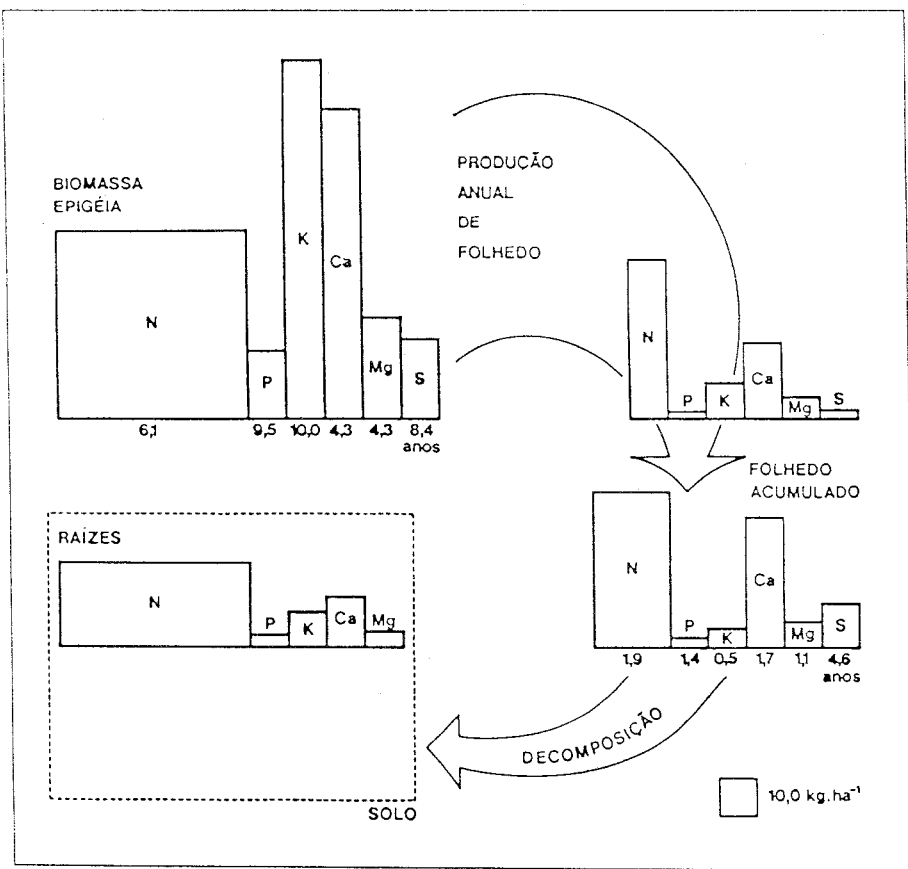 BIOMASSA
EPIGÉIA
N
P
K
Ca
Mg
S
6,1 9,5 10,0 4,3 4,3 8,4
anos
PRODUÇÃO
ANUAL
DE
FOLHEDO
N
P
K
Ca
Mg
S
FOLHEDO
ACUMULADO
N
P
K
Ca
Mg
S
1,9 1,4 0,5 1,7 1,1 4,6
anos
RAÍZES
N
P
K
Ca
Mg
DECOMPOSIÇÃO
SOLO
10,0 kg.ha⁻¹